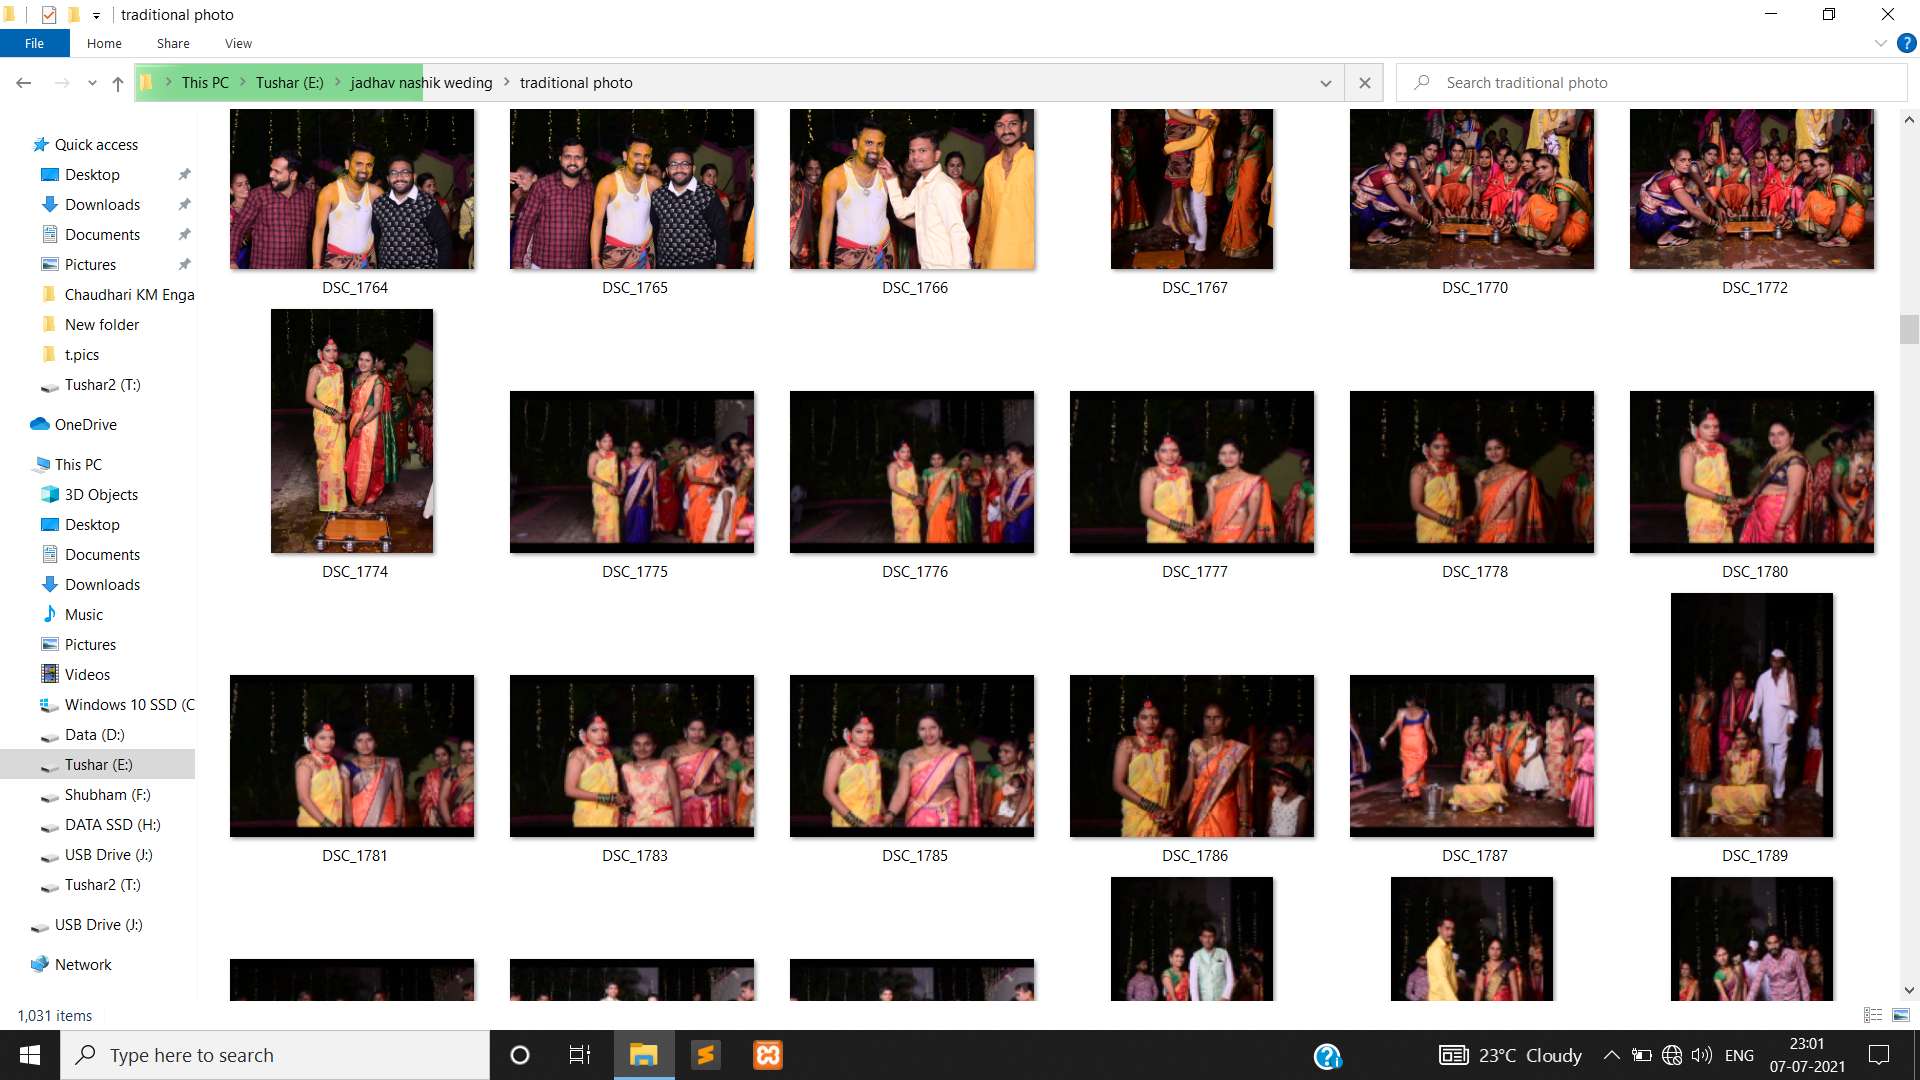 traditional photo
File Home Share View
This PC > Tushar (E:) > jadhav nashik weding > traditional photo
Search traditional photo
Quick access
Desktop
Downloads
Documents
Pictures
Chaudhari KM Enga
New folder
t.pics
Tushar2 (T:)
OneDrive
This PC
3D Objects
Desktop
Documents
Downloads
Music
Pictures
Videos
Windows 10 SSD (C
Data (D:)
Tushar (E:)
Shubham (F:)
DATA SSD (H:)
USB Drive (J:)
Tushar2 (T:)
USB Drive (J:)
Network
DSC_1764 DSC_1765 DSC_1766 DSC_1767 DSC_1770 DSC_1772
DSC_1774 DSC_1775 DSC_1776 DSC_1777 DSC_1778 DSC_1780
DSC_1781 DSC_1783 DSC_1785 DSC_1786 DSC_1787 DSC_1789
1,031 items
Type here to search
23°C Cloudy
ENG
23:01
07-07-2021